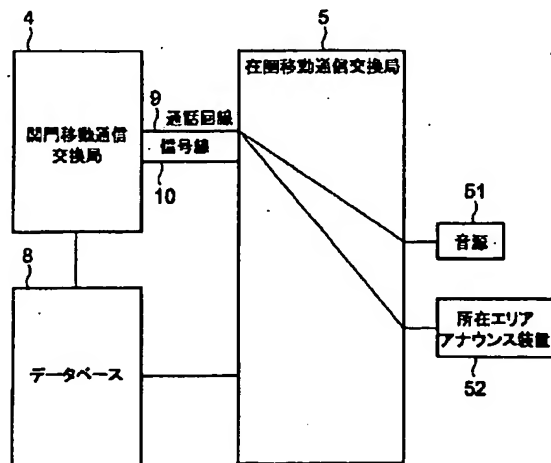 4
関門移動通信
交換局
5
在圏移動通信交換局
9
通話回線
信号線
10
51
音源
8
データベース
所在エリア
アナウンス装置
52